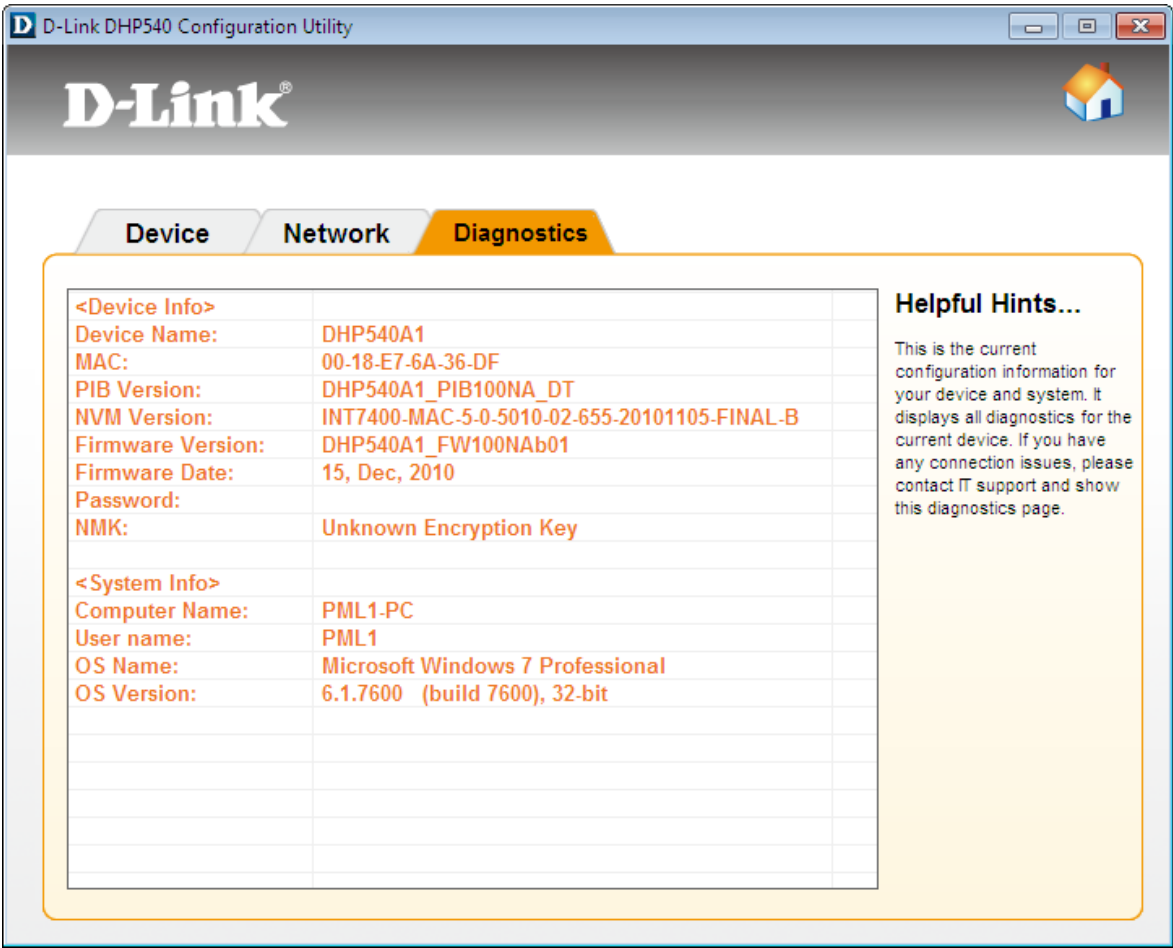 D-Link DHP540 Configuration Utility
D-Link®
Device Network Diagnostics
<Device Info>
Device Name: DHP540A1
MAC: 00-18-E7-6A-36-DF
PIB Version: DHP540A1_PIB100NA_DT
NVM Version: INT7400-MAC-5-0-5010-02-655-20101105-FINAL-B
Firmware Version: DHP540A1_FW100NAb01
Firmware Date: 15, Dec, 2010
Password:
NMK: Unknown Encryption Key
<System Info>
Computer Name: PML1-PC
User name: PML1
OS Name: Microsoft Windows 7 Professional
OS Version: 6.1.7600 (build 7600), 32-bit
Helpful Hints...
This is the current
configuration information for
your device and system. It
displays all diagnostics for the
current device. If you have
any connection issues, please
contact IT support and show
this diagnostics page.